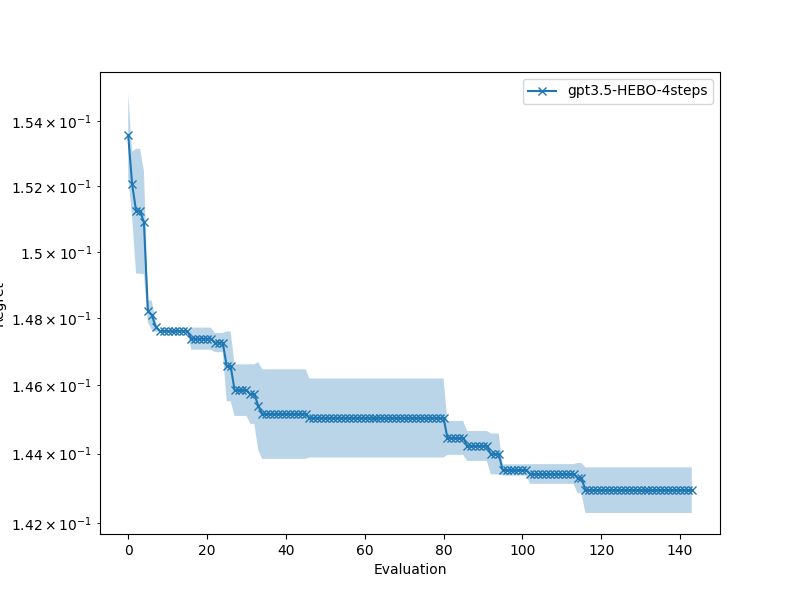 gpt3.5-HEBO-4steps
1.54 × 10⁻¹
1.52 × 10⁻¹
1.5 × 10⁻¹
1.48 × 10⁻¹
1.46 × 10⁻¹
1.44 × 10⁻¹
1.42 × 10⁻¹
0 20 40 60 80 100 120 140
Evaluation